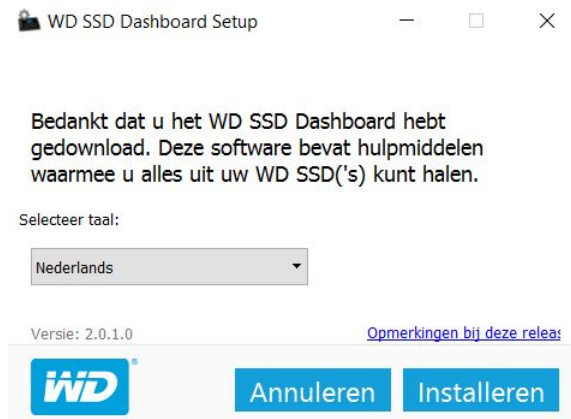 WD SSD Dashboard Setup
Bedankt dat u het WD SSD Dashboard hebt
gedownload. Deze software bevat hulpmiddelen
waarmee u alles uit uw WD SSD('s) kunt halen.
Selecteer taal:
Nederlands
Versie: 2.0.1.0
Opmerkingen bij deze releas
WD®
Annuleren
Installeren